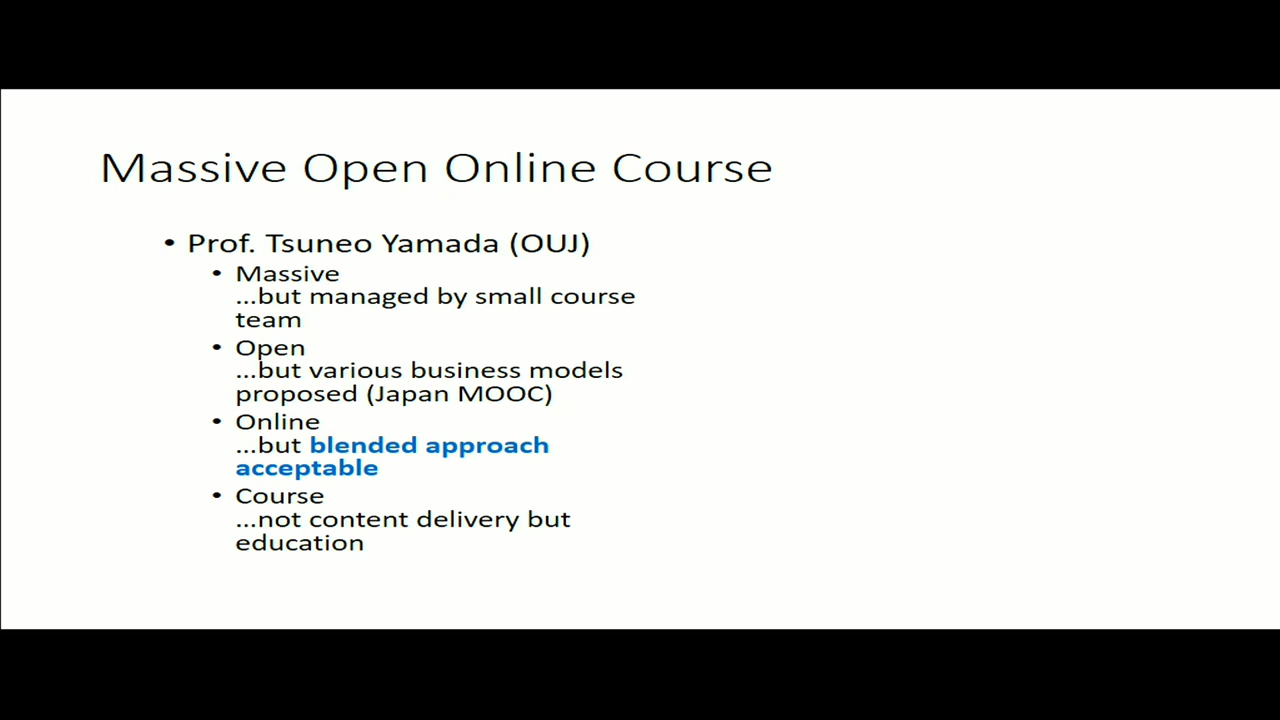 Massive Open Online Course
• Prof. Tsuneo Yamada (OUJ)
• Massive
...but managed by small course
team
• Open
...but various business models
proposed (Japan MOOC)
• Online
...but blended approach
acceptable
• Course
...not content delivery but
education